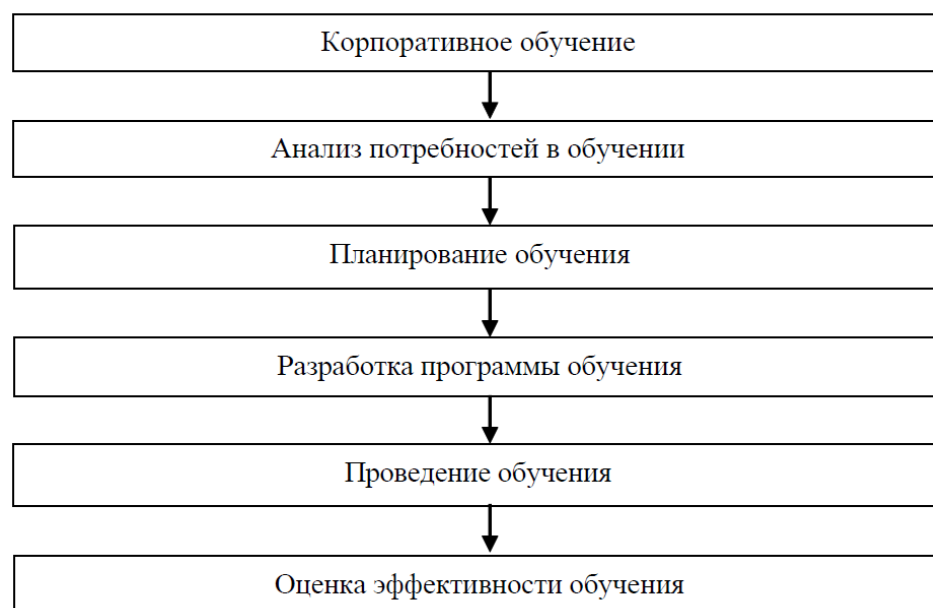 Корпоративное обучение
Анализ потребностей в обучении
Планирование обучения
Разработка программы обучения
Проведение обучения
Оценка эффективности обучения